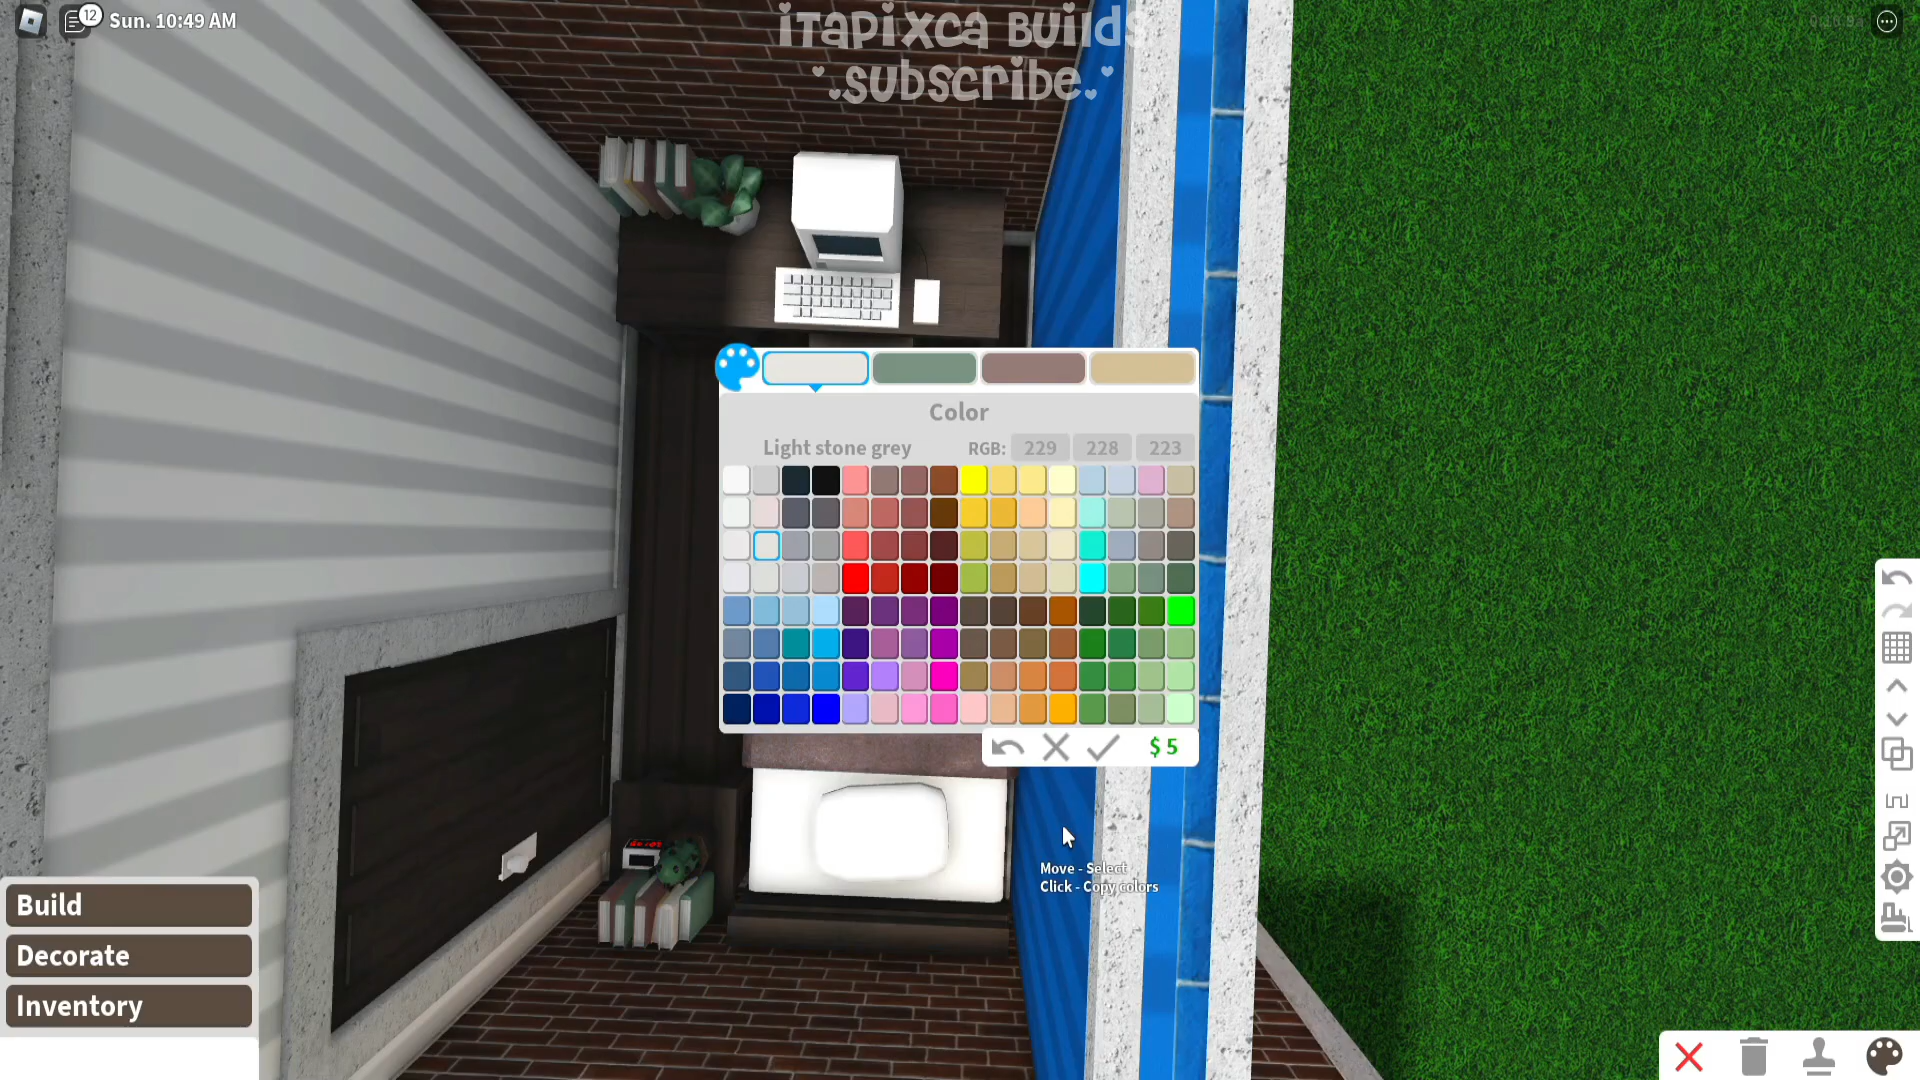 12
Sun. 10:49 AM
iTapixca Builds
subscribe
Color
Light stone grey
RGB: 229 228 223
$ 5
Move - Select
Click - Copy colors
Build
Decorate
Inventory